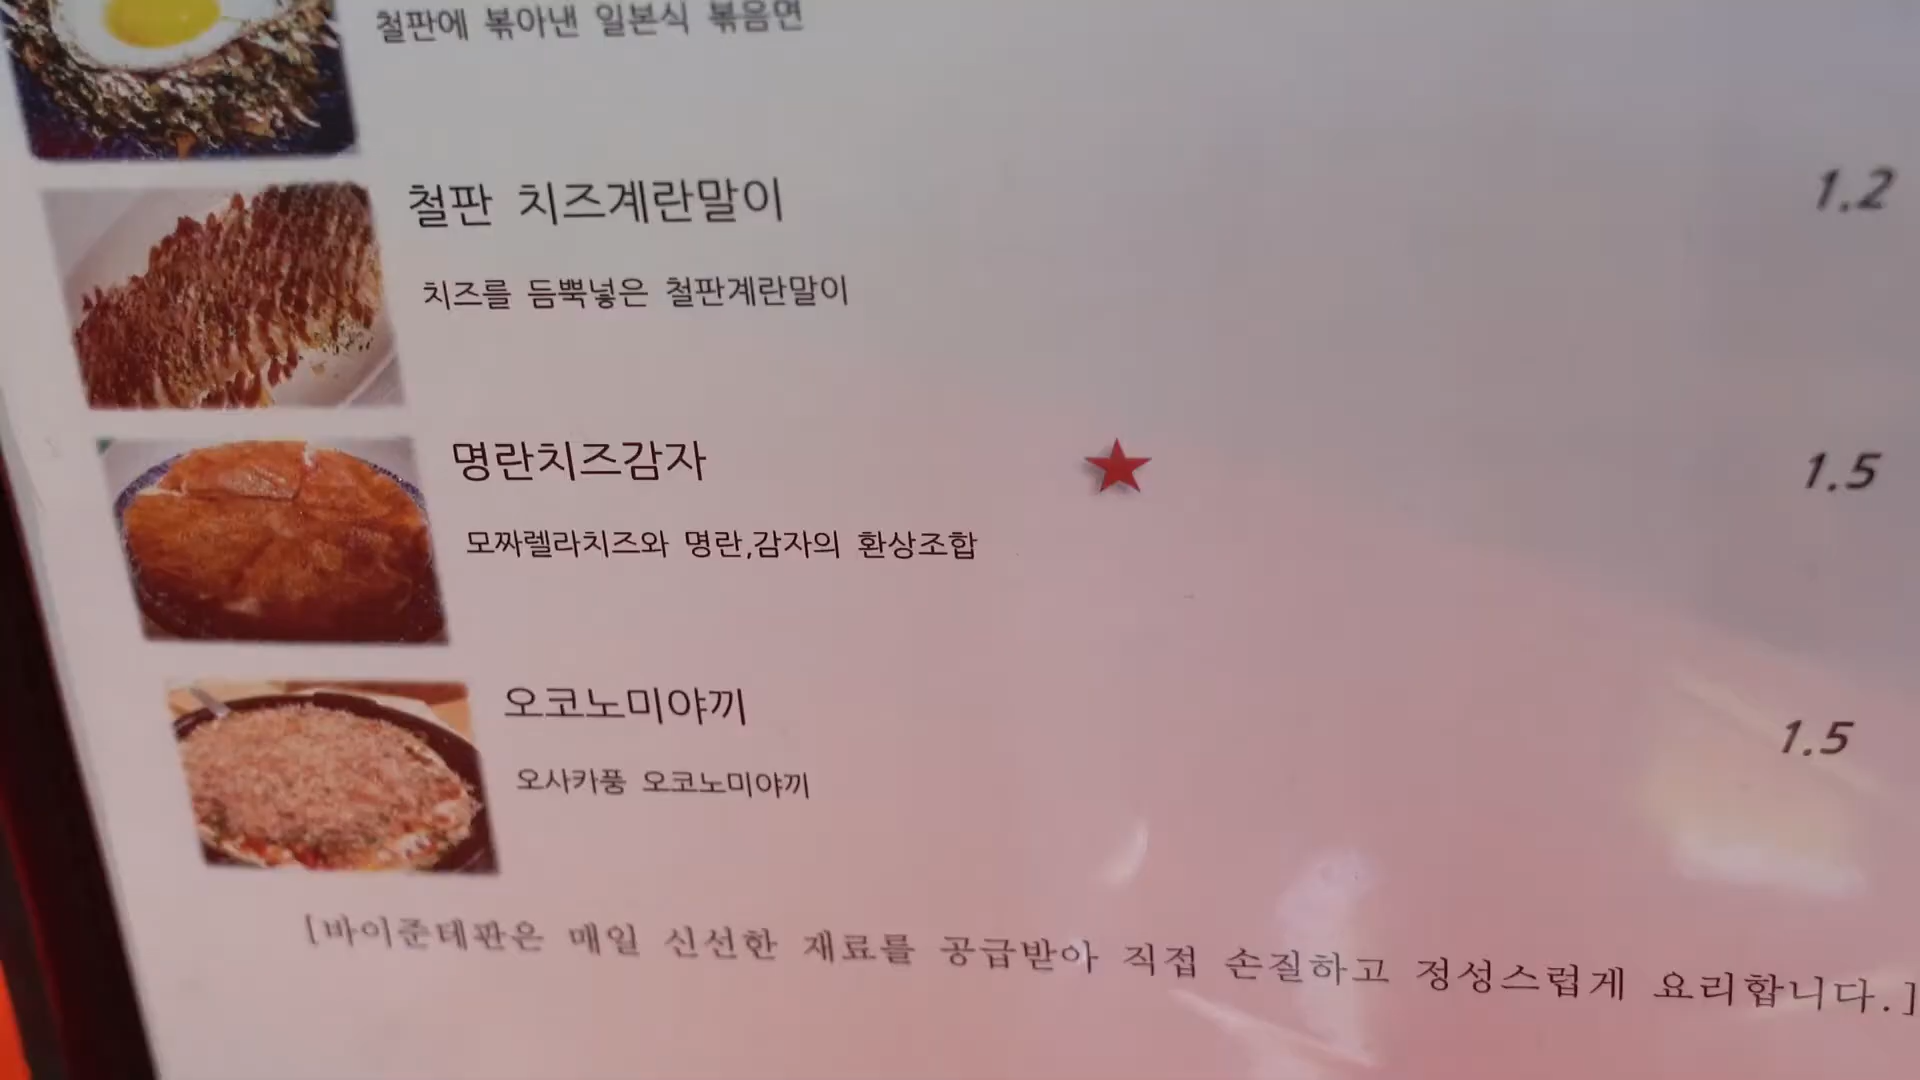 철판에 볶아낸 일본식 볶음면
철판 치즈계란말이 1.2
치즈를 듬뿍넣은 철판계란말이
명란치즈감자 ★ 1.5
모짜렐라치즈와 명란,감자의 환상조합
오코노미야끼 1.5
오사카풍 오코노미야끼
[바이준테판은 매일 신선한 재료를 공급받아 직접 손질하고 정성스럽게 요리합니다.]